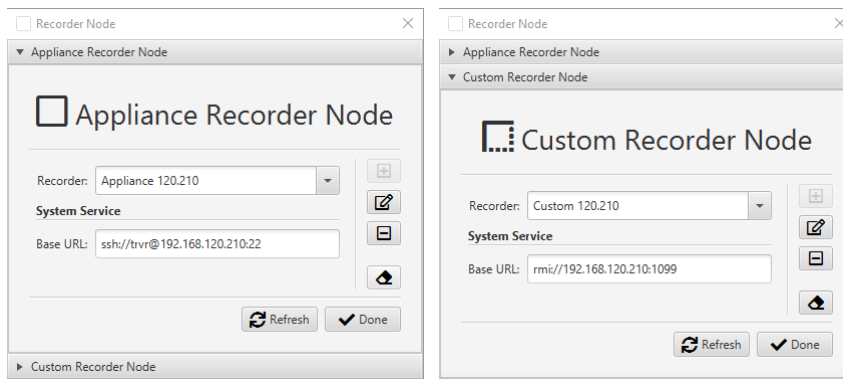 Recorder Node
Appliance Recorder Node
Appliance Recorder Node
Recorder: Appliance 120.210
System Service
Base URL: ssh://trvr@192.168.120.210:22
Refresh Done
Custom Recorder Node
Recorder Node
Appliance Recorder Node
Custom Recorder Node
Custom Recorder Node
Recorder: Custom 120.210
System Service
Base URL: rmi://192.168.120.210:1099
Refresh Done